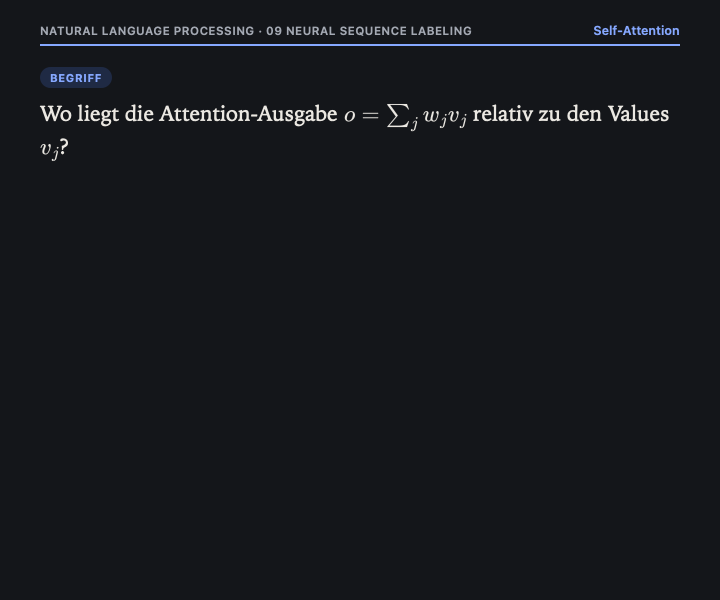 NATURAL LANGUAGE PROCESSING · 09 NEURAL SEQUENCE LABELING Self-Attention
BEGRIFF
Wo liegt die Attention-Ausgabe $o = \sum_j w_j v_j$ relativ zu den Values
$v_j$?